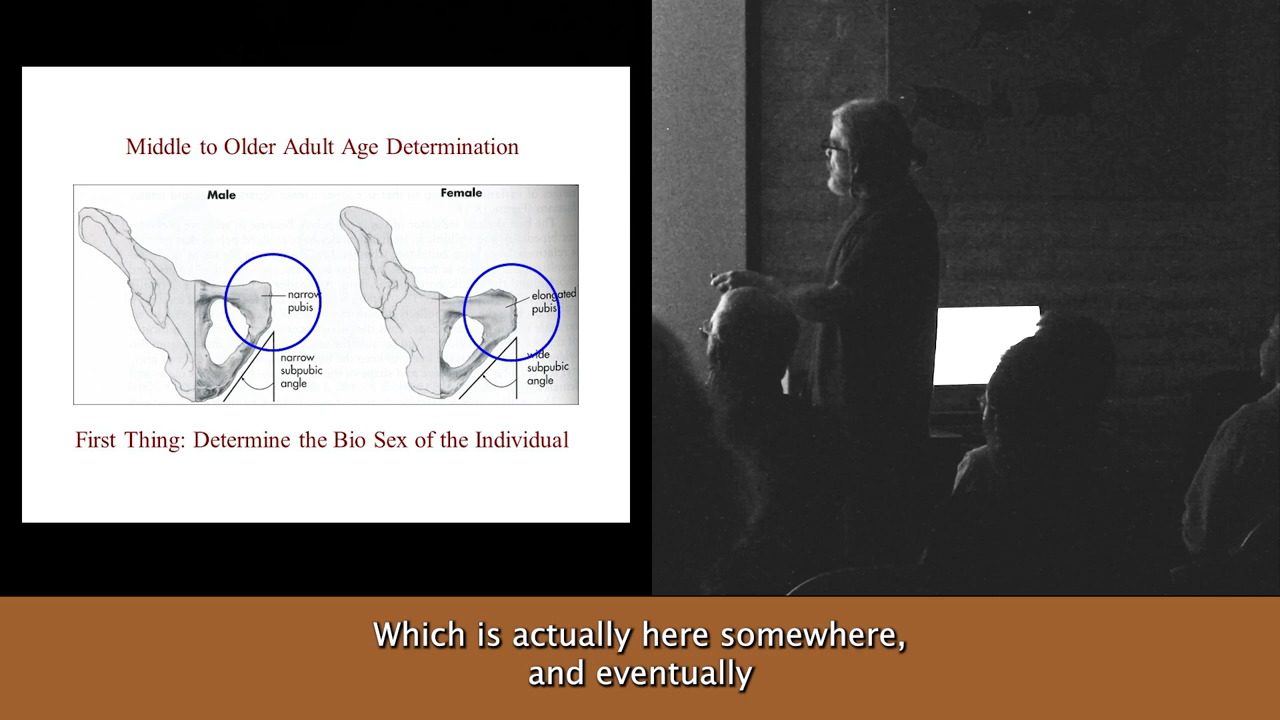 Middle to Older Adult Age Determination
Male
Female
narrow
pubis
elongated
pubis
narrow
subpubic
angle
wide
subpubic
angle
First Thing: Determine the Bio Sex of the Individual
Which is actually here somewhere,
and eventually